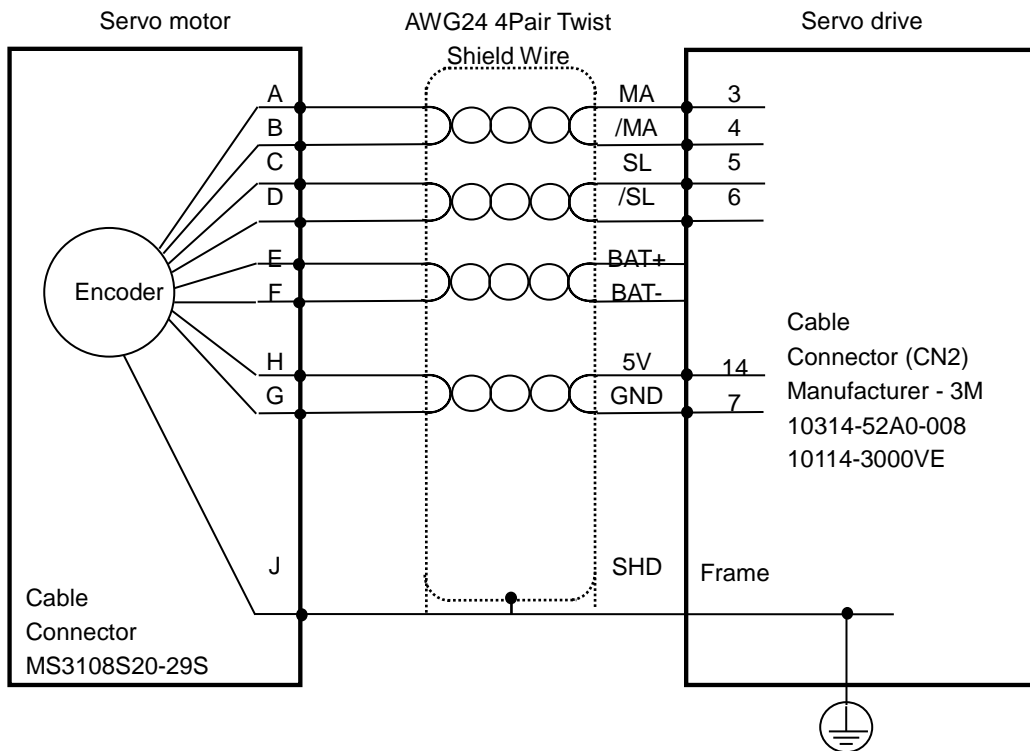 Servo motor
AWG24 4Pair Twist
Shield Wire
Servo drive
A
MA
3
B
/MA
4
C
SL
5
D
/SL
6
Encoder
E
BAT+
F
BAT-
H
5V
14
G
GND
7
Cable
Connector (CN2)
Manufacturer - 3M
10314-52A0-008
10114-3000VE
J
SHD
Frame
Cable
Connector
MS3108S20-29S